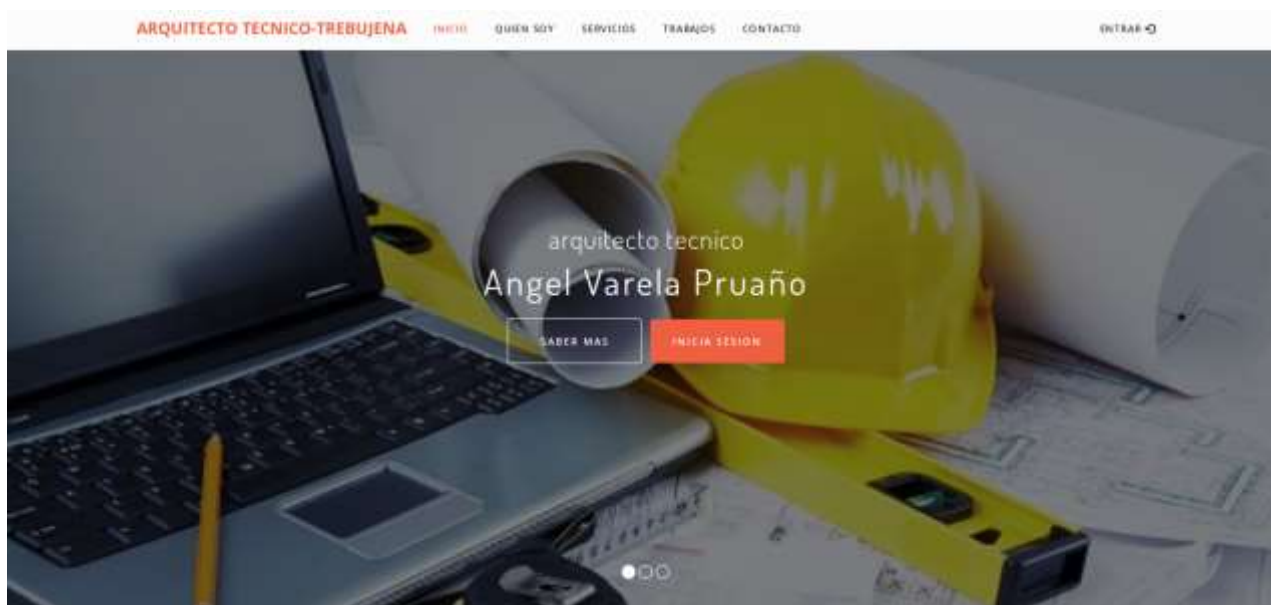 ARQUITECTO TECNICO-TREBUJENA INICIO QUIEN SOY SERVICIOS TRABAJOS CONTACTO ENTRAR
arquitecto tecnico
Angel Varela Pruaño
SABER MAS INICIA SESION